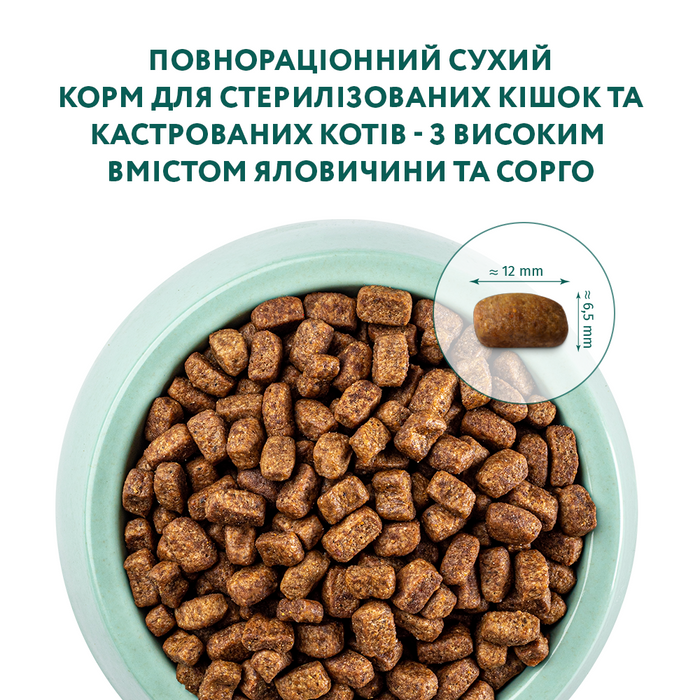 ПОВНОРАЦІОННИЙ СУХИЙ
КОРМ ДЛЯ СТЕРИЛІЗОВАНИХ КІШОК ТА
КАСТРОВАНИХ КОТІВ - З ВИСОКИМ
ВМІСТОМ ЯЛОВИЧИНИ ТА СОРГО
≈ 12 mm
≈ 6,5 mm